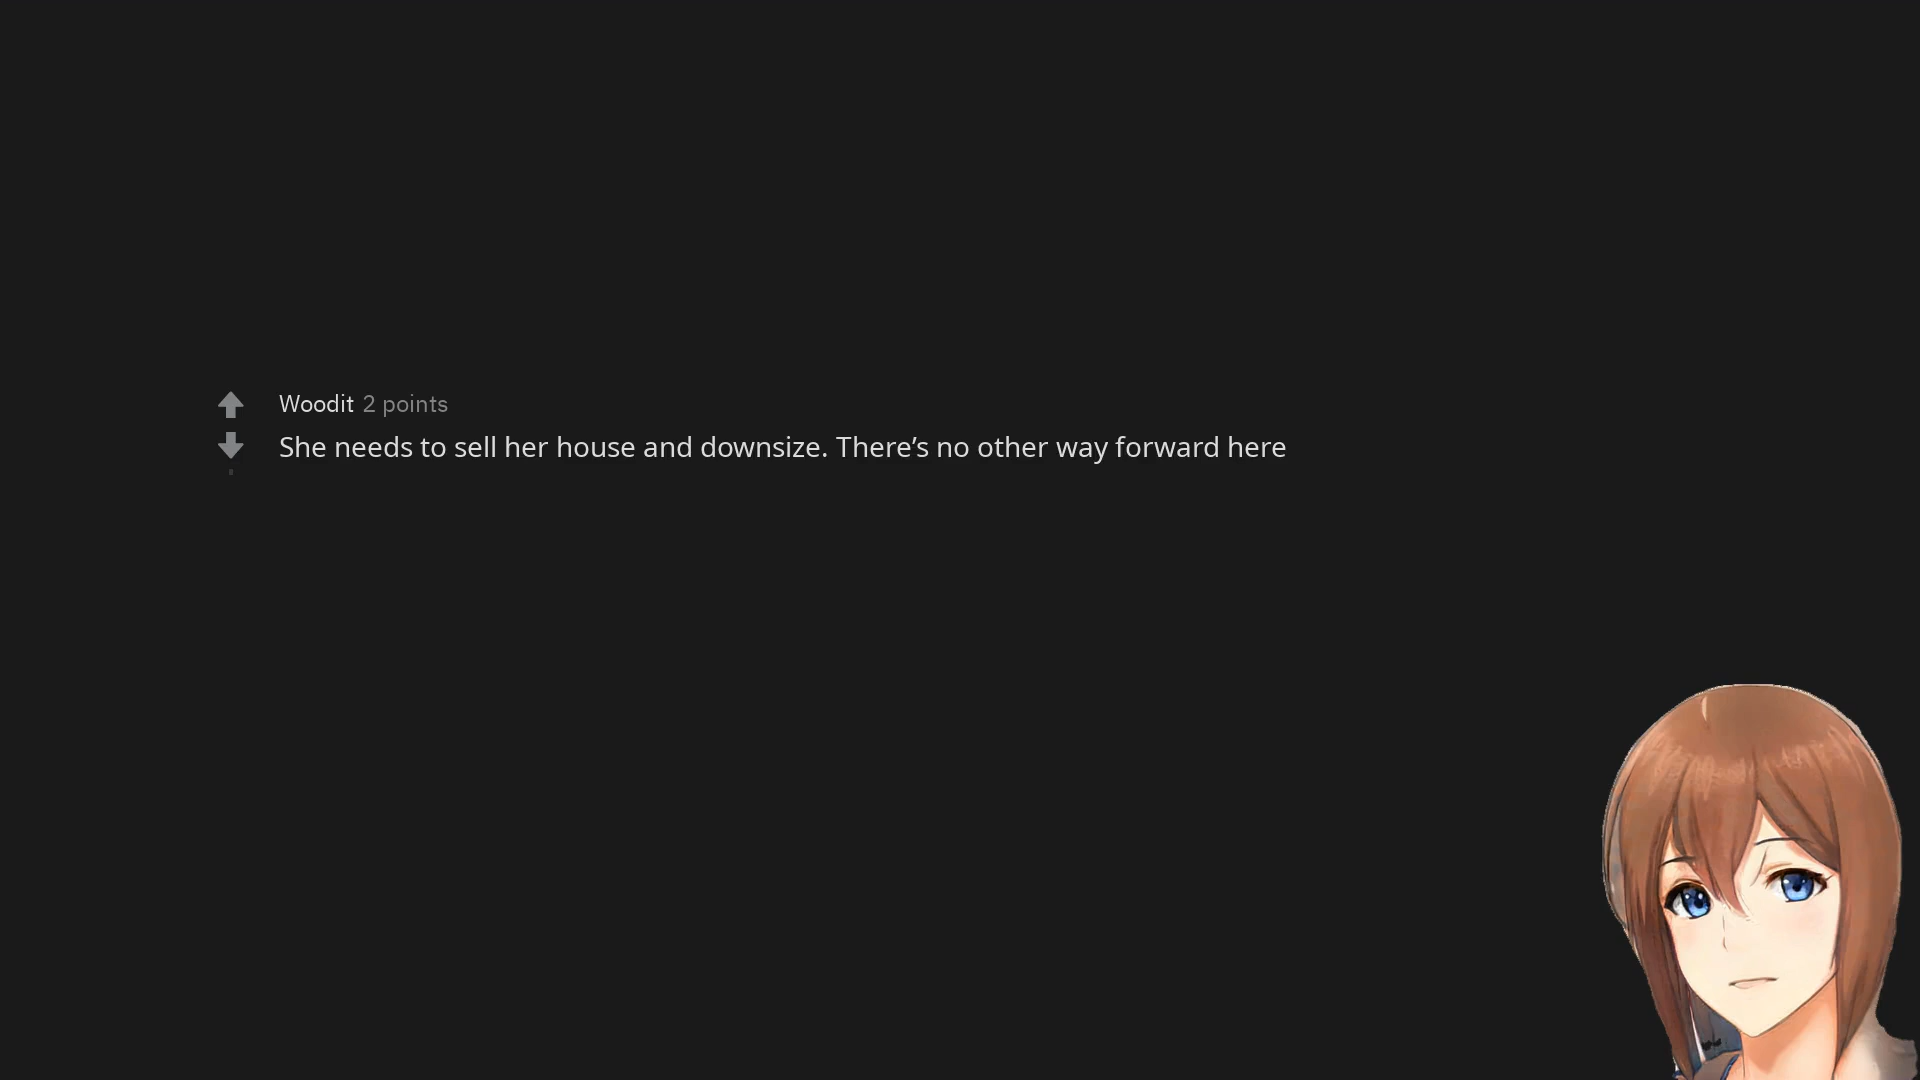 Woodit 2 points
She needs to sell her house and downsize. There’s no other way forward here